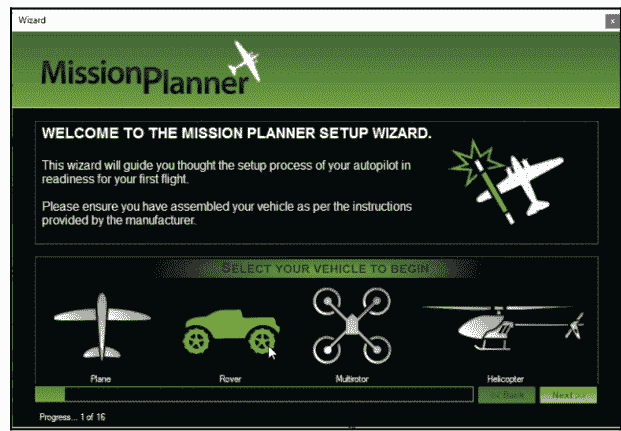 Wizard
x
MissionPlanner
WELCOME TO THE MISSION PLANNER SETUP WIZARD.
This wizard will guide you thought the setup process of your autopilot in
readiness for your first flight.
Please ensure you have assembled your vehicle as per the instructions
provided by the manufacturer.
SELECT YOUR VEHICLE TO BEGIN
Plane Rover Multirotor Helicopter
<< Back Next >>
Progress... 1 of 16